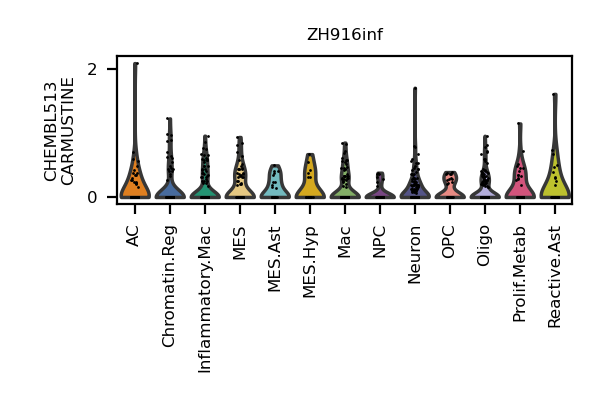 ZH916inf
CHEMBL513
CARMUSTINE
2
0
AC
Chromatin.Reg
Inflammatory.Mac
MES
MES.Ast
MES.Hyp
Mac
NPC
Neuron
OPC
Oligo
Prolif.Metab
Reactive.Ast